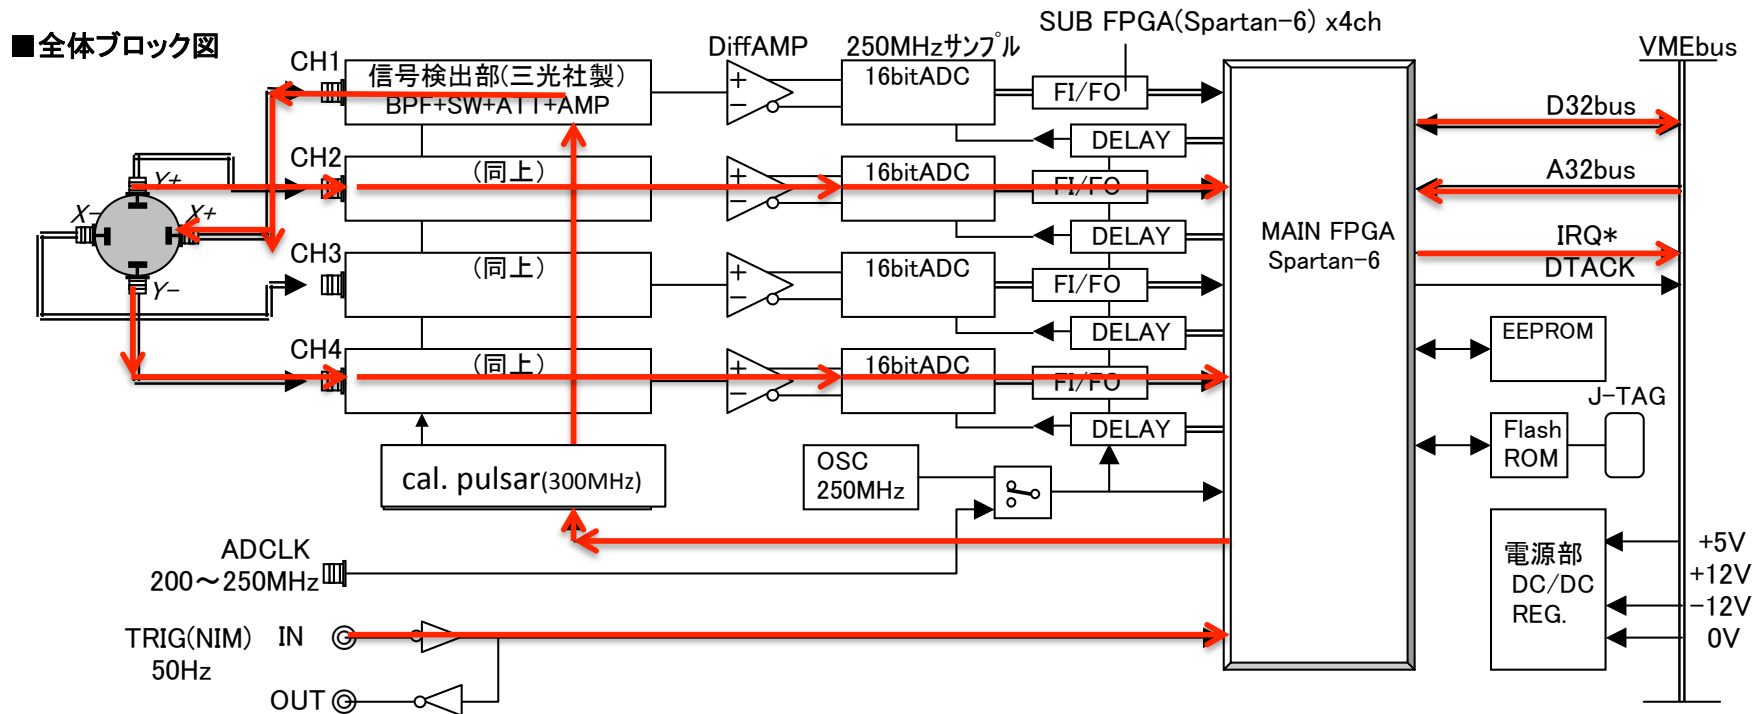 ■全体ブロック図
SUB FPGA(Spartan-6) x4ch
DiffAMP
250MHzサンプル
VMEbus
CH1
信号検出部(三光社製)
BPF+SW+ATT+AMP
16bitADC
FI/FO
DELAY
CH2
(同上)
16bitADC
FI/FO
DELAY
CH3
(同上)
16bitADC
FI/FO
DELAY
CH4
(同上)
16bitADC
FI/FO
DELAY
Y+
X-
X+
Y-
MAIN FPGA
Spartan-6
D32bus
A32bus
IRQ*
DTACK
EEPROM
J-TAG
Flash
ROM
cal. pulsar(300MHz)
OSC
250MHz
ADCLK
200～250MHz
電源部
DC/DC
REG.
+5V
+12V
-12V
0V
TRIG(NIM) IN
50Hz
OUT